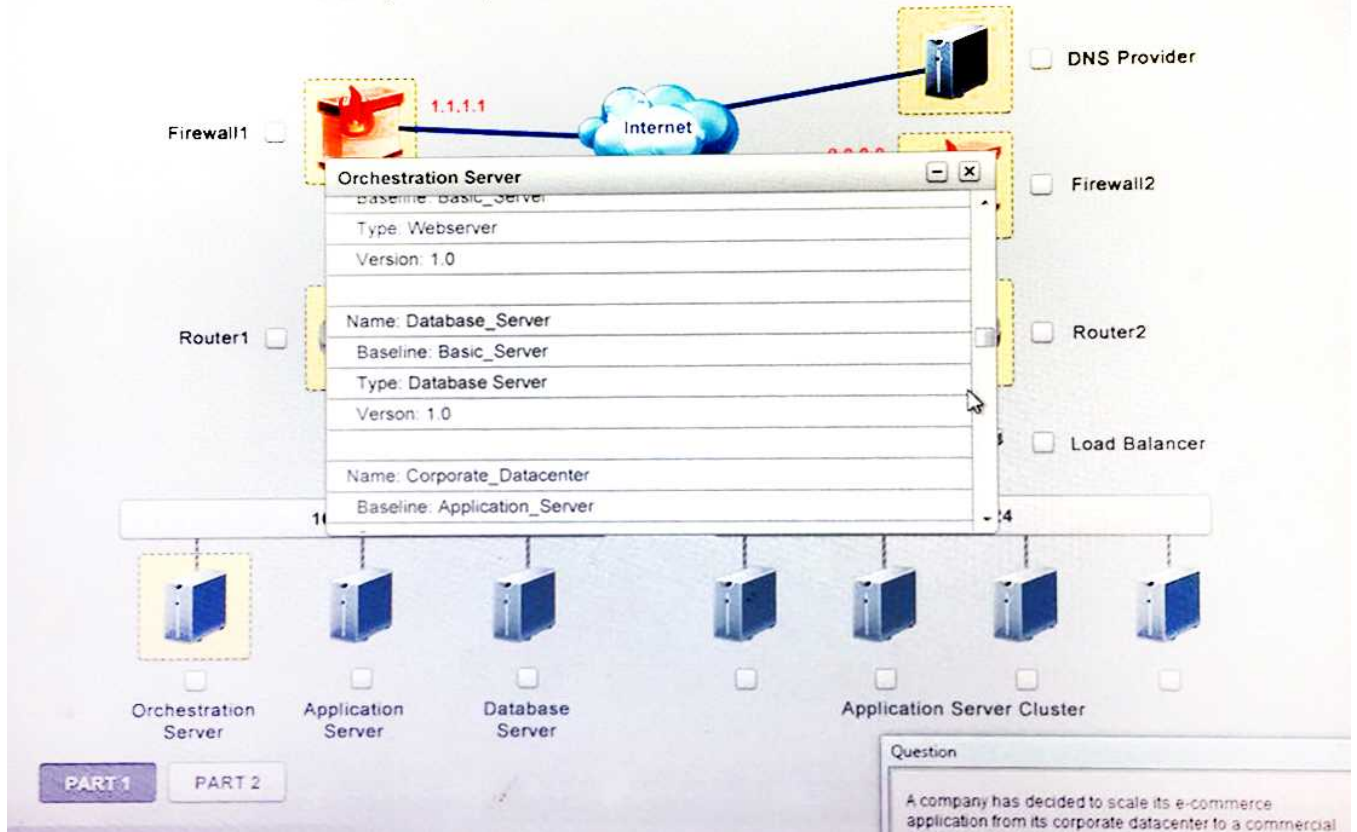 DNS Provider
1.1.1.1
Firewall1
Internet
Orchestration Server
Firewall2
Baseline: Basic_Server
Type: Webserver
Version: 1.0
Name: Database_Server
Router1
Router2
Baseline: Basic_Server
Type: Database Server
Verson: 1.0
Load Balancer
Name: Corporate_Datacenter
Baseline: Application_Server
Orchestration Server
Application Server
Database Server
Application Server Cluster
Question
PART 1
PART 2
A company has decided to scale its e-commerce
application from its corporate datacenter to a commercial